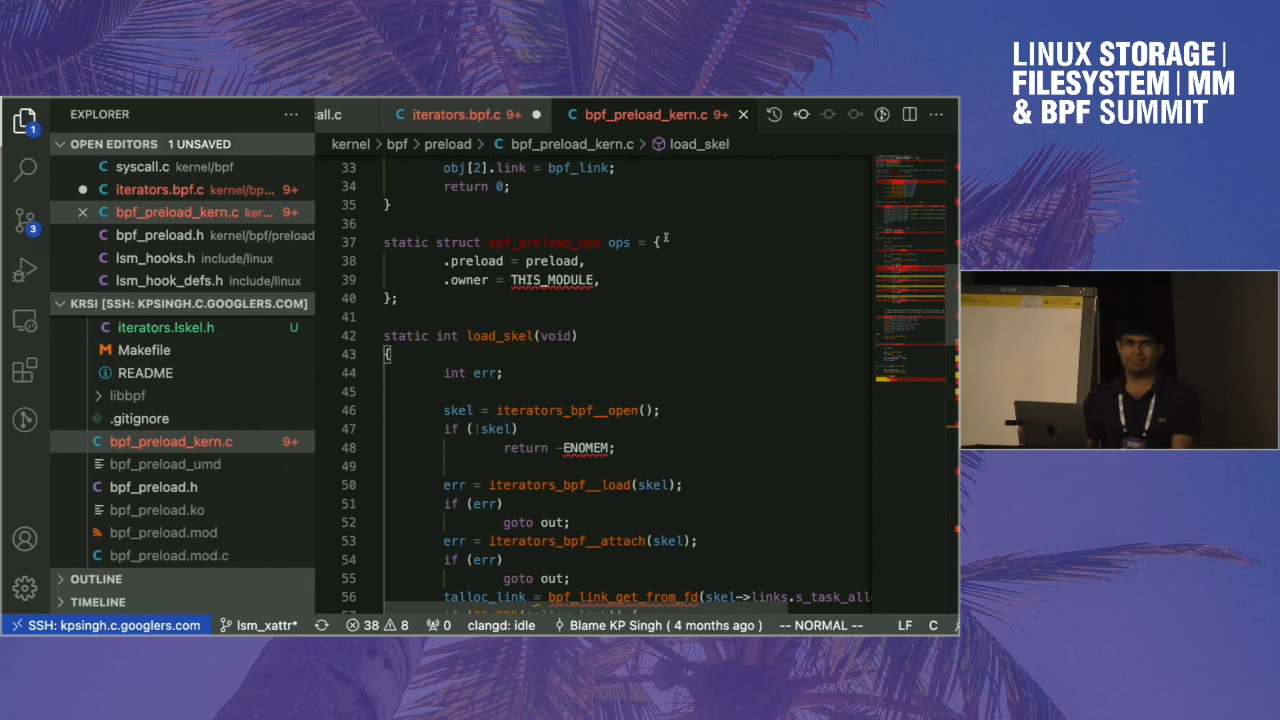 LINUX STORAGE |
FILESYSTEM | MM
& BPF SUMMIT
EXPLORER
OPEN EDITORS 1 UNSAVED
syscall.c kernel/bpf
iterators.bpf.c kernel/bp... 9+
bpf_preload_kern.c ker... 9+
bpf_preload.h kernel/bpf/preload
lsm_hooks.h include/linux
lsm_hook_defs.h include/linux
KRSI [SSH: KPSINGH.C.GOOGLERS.COM]
iterators.lskel.h U
Makefile
README
libbpf
.gitignore
bpf_preload_kern.c 9+
bpf_preload_umd
bpf_preload.h
bpf_preload.ko
bpf_preload.mod
bpf_preload.mod.c
OUTLINE
TIMELINE
all.c iterators.bpf.c 9+ bpf_preload_kern.c 9+
kernel > bpf > preload > bpf_preload_kern.c > load_skel
33 obj[2].link = bpf_link;
34 return 0;
35 }
36
37 static struct bpf_preload_ops ops = {
38 .preload = preload,
39 .owner = THIS_MODULE,
40 };
41
42 static int load_skel(void)
43 {
44 int err;
45
46 skel = iterators_bpf__open();
47 if (!skel)
48 return -ENOMEM;
49
50 err = iterators_bpf__load(skel);
51 if (err)
52 goto out;
53 err = iterators_bpf__attach(skel);
54 if (err)
55 goto out;
56 talloc_link = bpf_link_get_from_fd(skel->links.s_task_all
SSH: kpsingh.c.googlers.com lsm_xattr* 38 8 0 clangd: idle Blame KP Singh ( 4 months ago ) -- NORMAL -- LF C
1
3